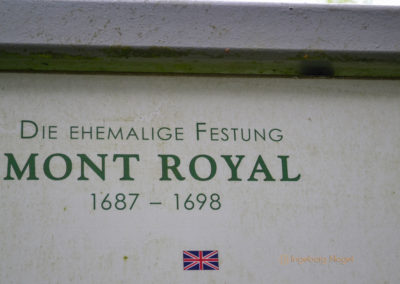 Die ehemalige Festung
MONT ROYAL
1687 – 1698